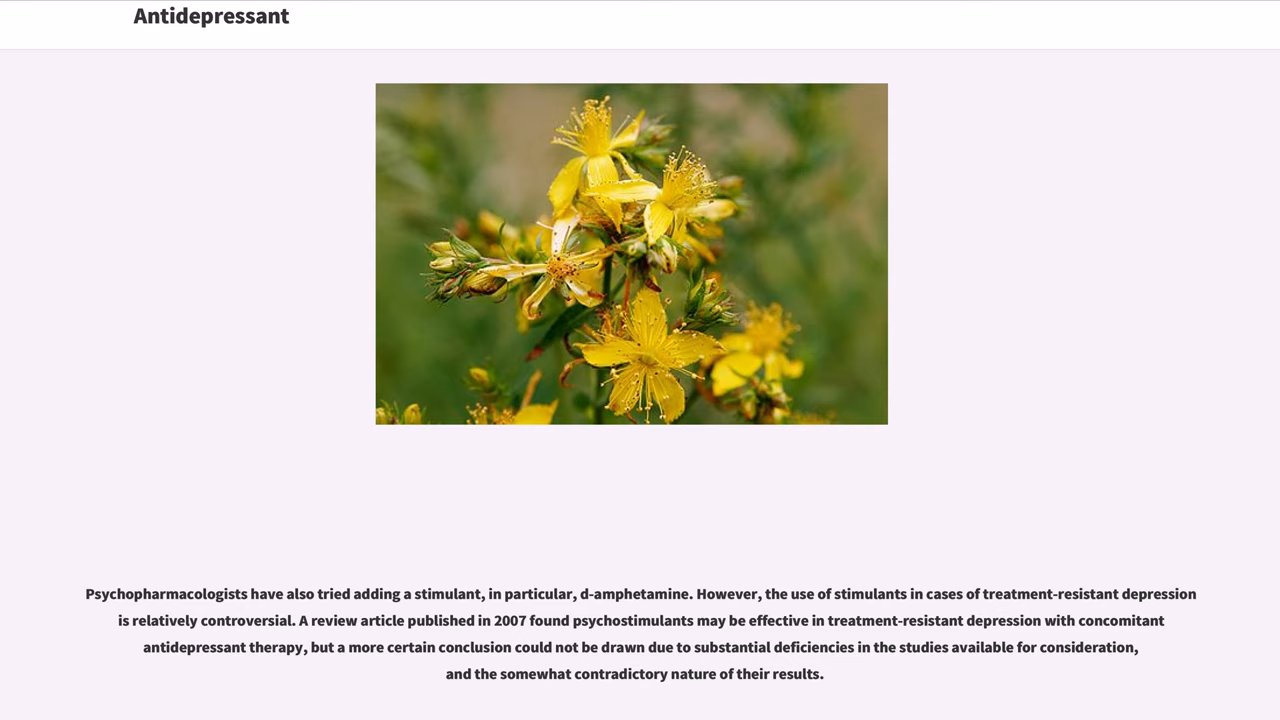 Antidepressant
Psychopharmacologists have also tried adding a stimulant, in particular, d-amphetamine. However, the use of stimulants in cases of treatment-resistant depression
is relatively controversial. A review article published in 2007 found psychostimulants may be effective in treatment-resistant depression with concomitant
antidepressant therapy, but a more certain conclusion could not be drawn due to substantial deficiencies in the studies available for consideration,
and the somewhat contradictory nature of their results.